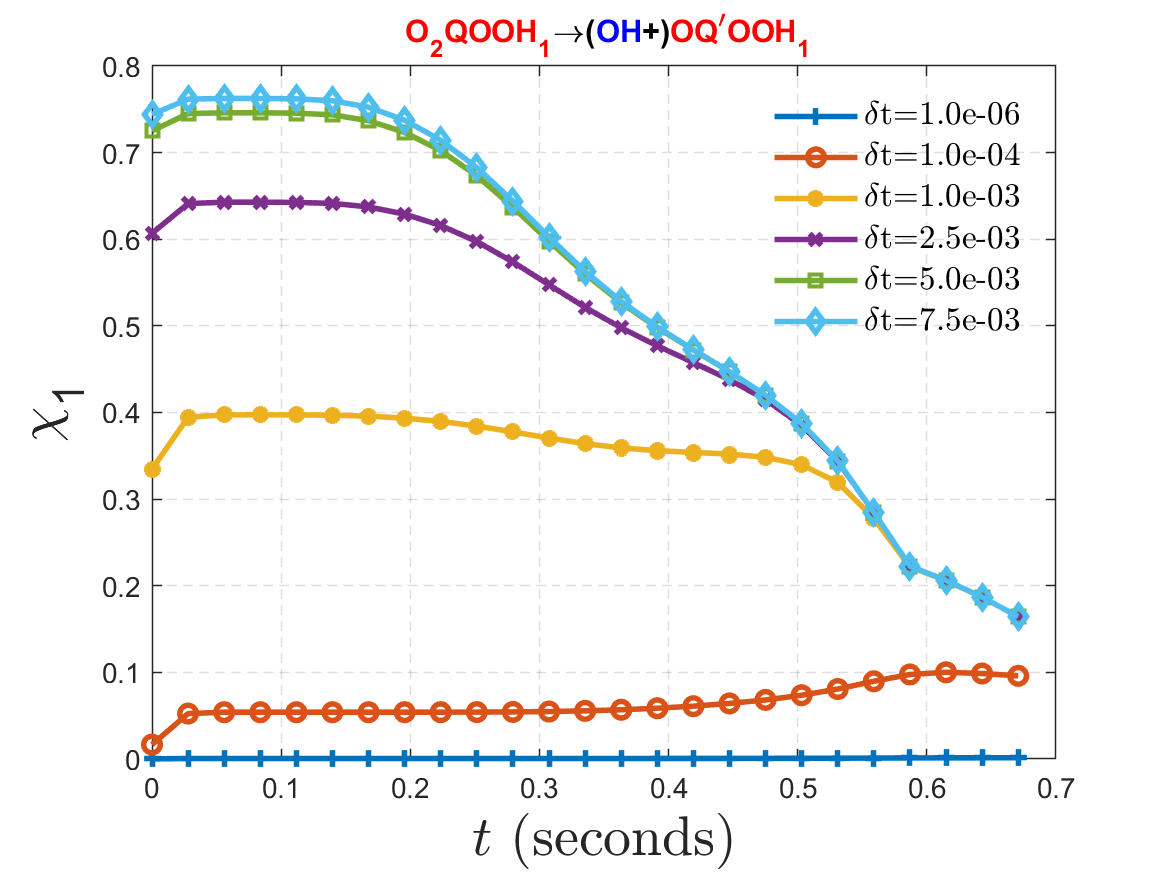 O₂QOOH₁→(OH+)OQ′OOH₁
0.8
0.7
0.6
0.5
0.4
0.3
0.2
0.1
0
χ₁
δt=1.0e-06
δt=1.0e-04
δt=1.0e-03
δt=2.5e-03
δt=5.0e-03
δt=7.5e-03
0 0.1 0.2 0.3 0.4 0.5 0.6 0.7
t (seconds)